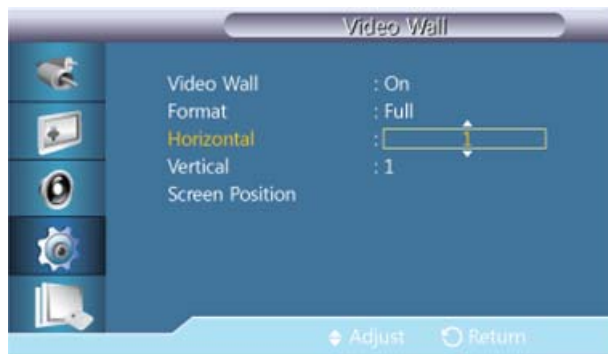 Video Wall
Video Wall : On
Format : Full
Horizontal : 1
Vertical : 1
Screen Position
Adjust Return